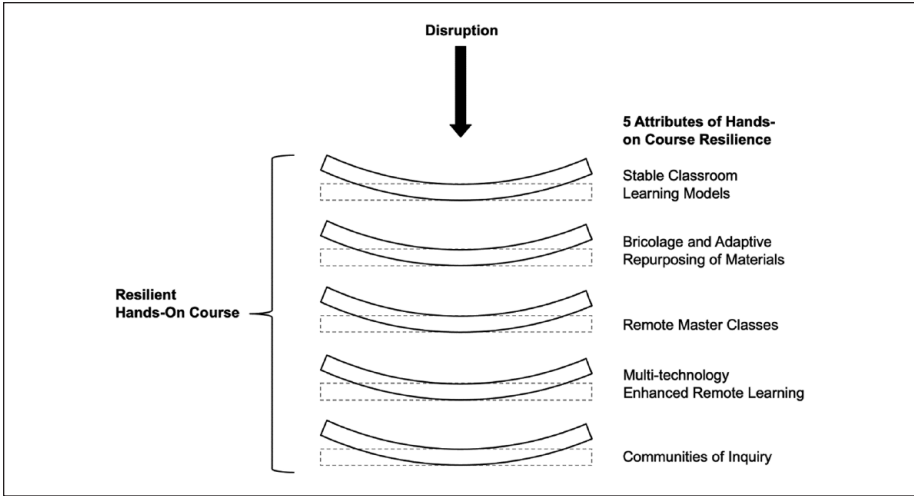 Disruption
5 Attributes of Hands-
on Course Resilience
Stable Classroom
Learning Models
Bricolage and Adaptive
Repurposing of Materials
Resilient
Hands-On Course
Remote Master Classes
Multi-technology
Enhanced Remote Learning
Communities of Inquiry